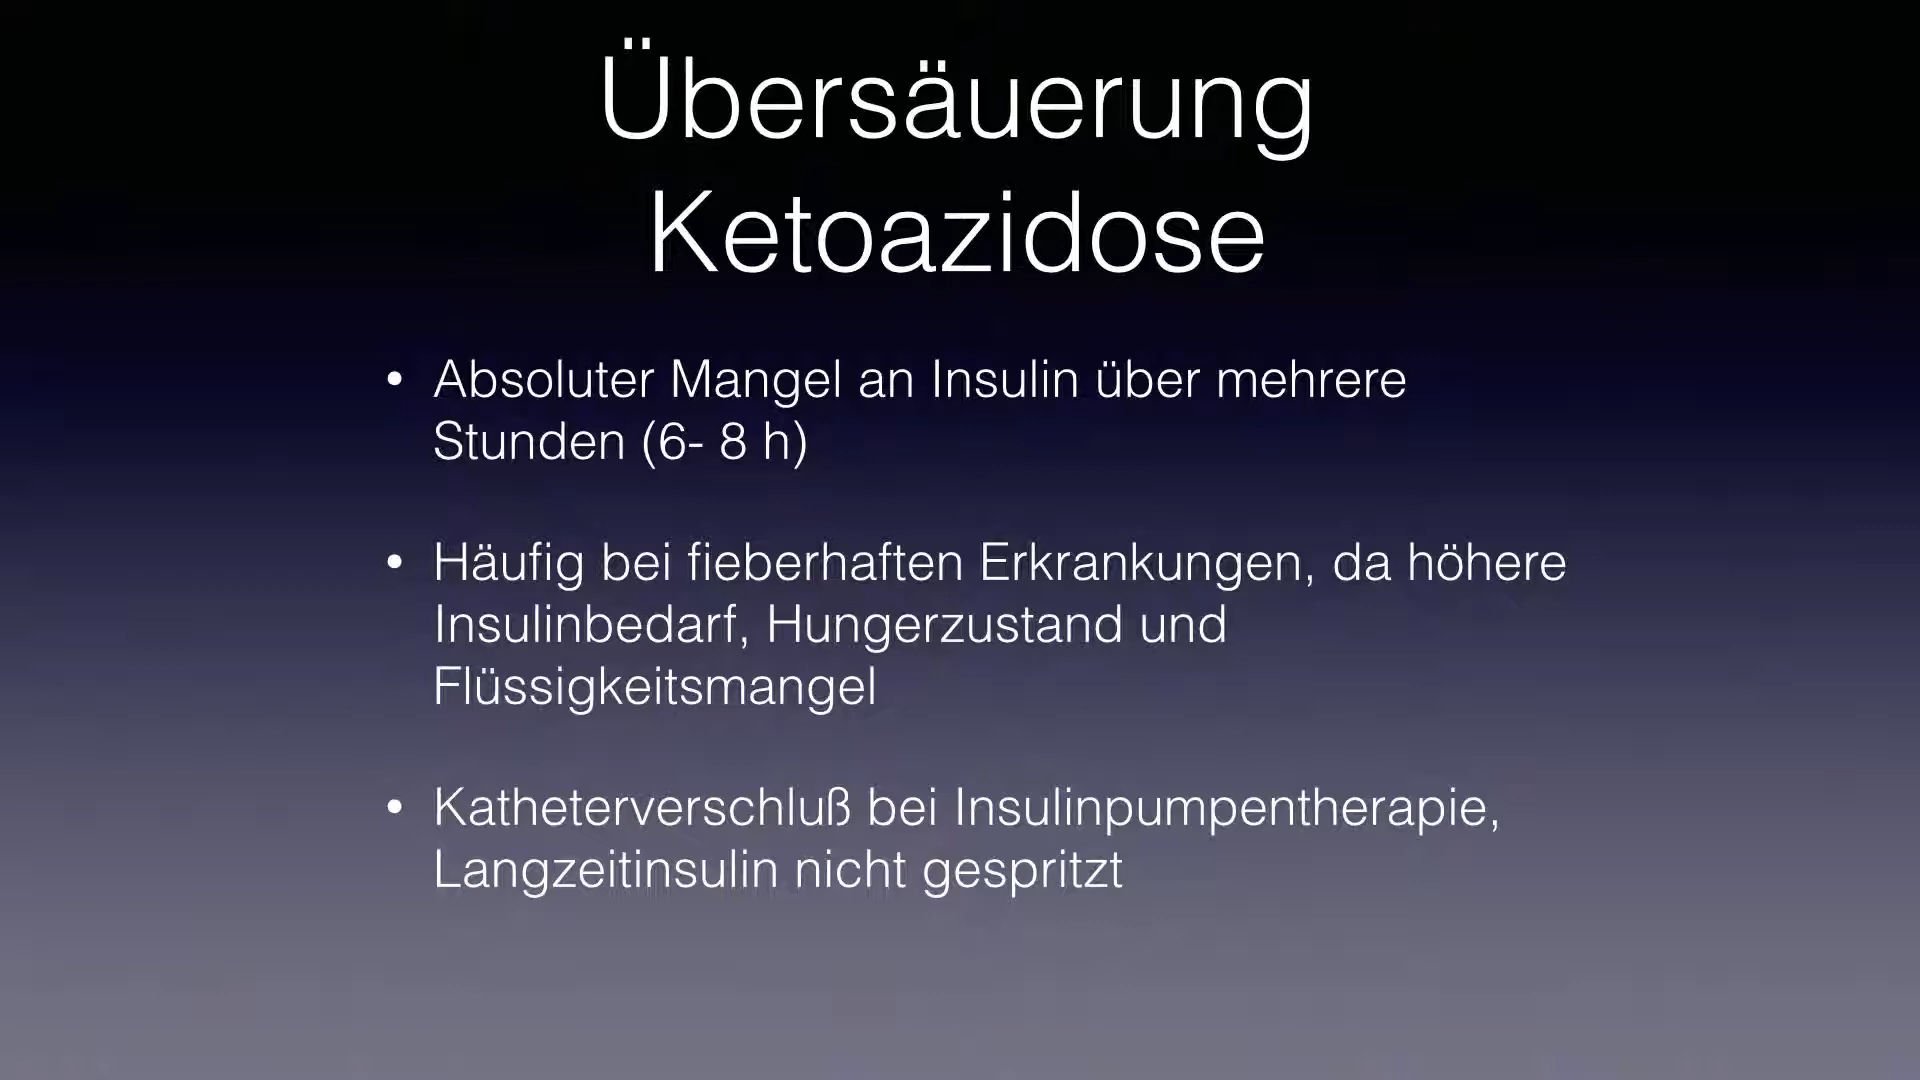 Übersäuerung
Ketoazidose
• Absoluter Mangel an Insulin über mehrere
Stunden (6- 8 h)
• Häufig bei fieberhaften Erkrankungen, da höhere
Insulinbedarf, Hungerzustand und
Flüssigkeitsmangel
• Katheterverschluß bei Insulinpumpentherapie,
Langzeitinsulin nicht gespritzt